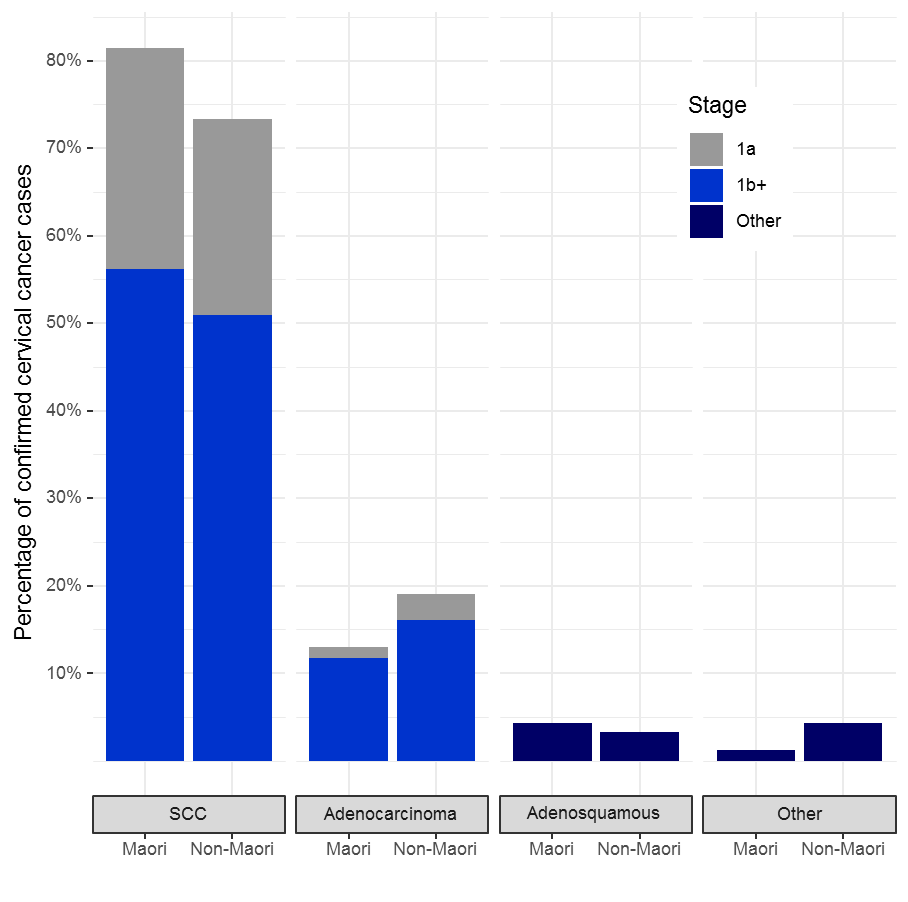 Percentage of confirmed cervical cancer cases
80%
70%
60%
50%
40%
30%
20%
10%
Stage
1a
1b+
Other
SCC Adenocarcinoma Adenosquamous Other
Maori Non-Maori Maori Non-Maori Maori Non-Maori Maori Non-Maori